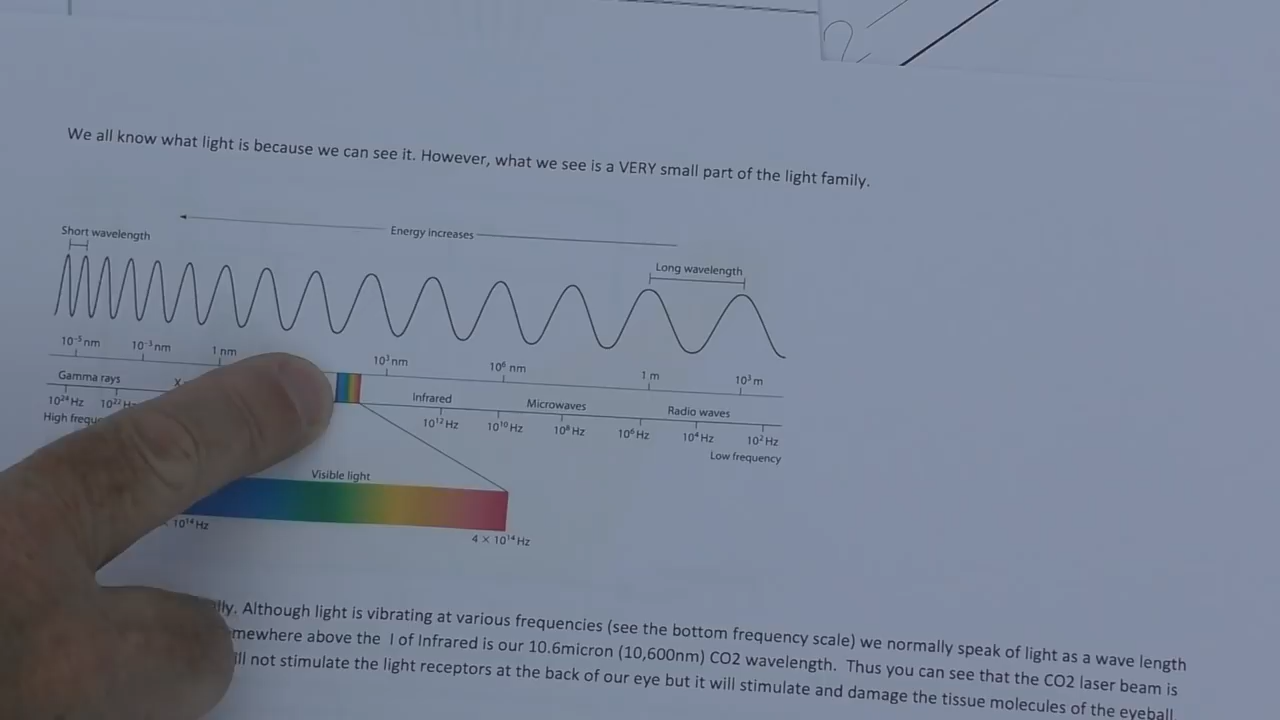 We all know what light is because we can see it. However, what we see is a VERY small part of the light family.
Energy increases
Short wavelength
Long wavelength
10⁻⁵ nm 10⁻³ nm 1 nm 10³ nm 10⁶ nm 1 m 10³ m
Gamma rays X Infrared Microwaves Radio waves
10²⁴ Hz 10²² Hz 10¹² Hz 10¹⁰ Hz 10⁸ Hz 10⁶ Hz 10⁴ Hz 10² Hz
High Low frequency
Visible light
10¹⁴ Hz 4 × 10¹⁴ Hz
Although light is vibrating at various frequencies (see the bottom frequency scale) we normally speak of light as a wave length
above the I of Infrared is our 10.6micron (10,600nm) CO2 wavelength. Thus you can see that the CO2 laser beam is
not stimulate the light receptors at the back of our eye but it will stimulate and damage the tissue molecules of the eyeball